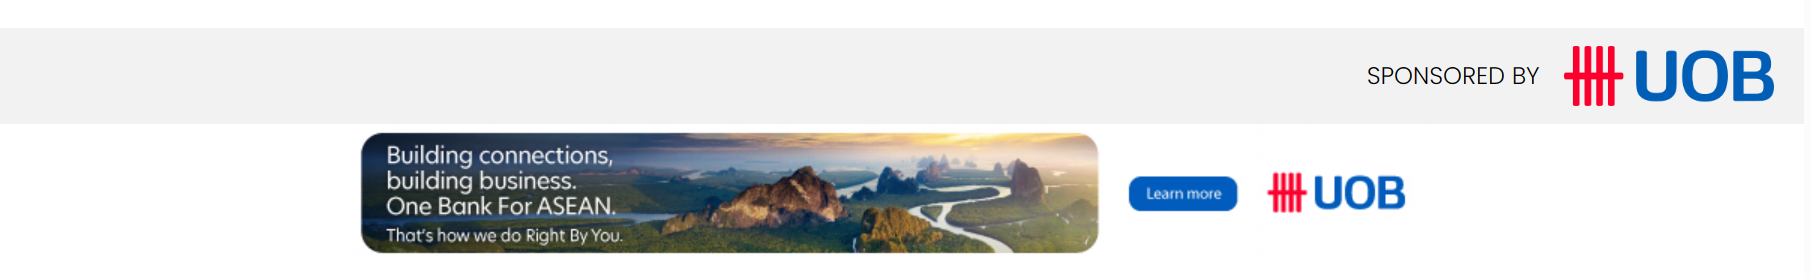 SPONSORED BY UOB
Building connections,
building business.
One Bank For ASEAN.
That's how we do Right By You.
Learn more
UOB